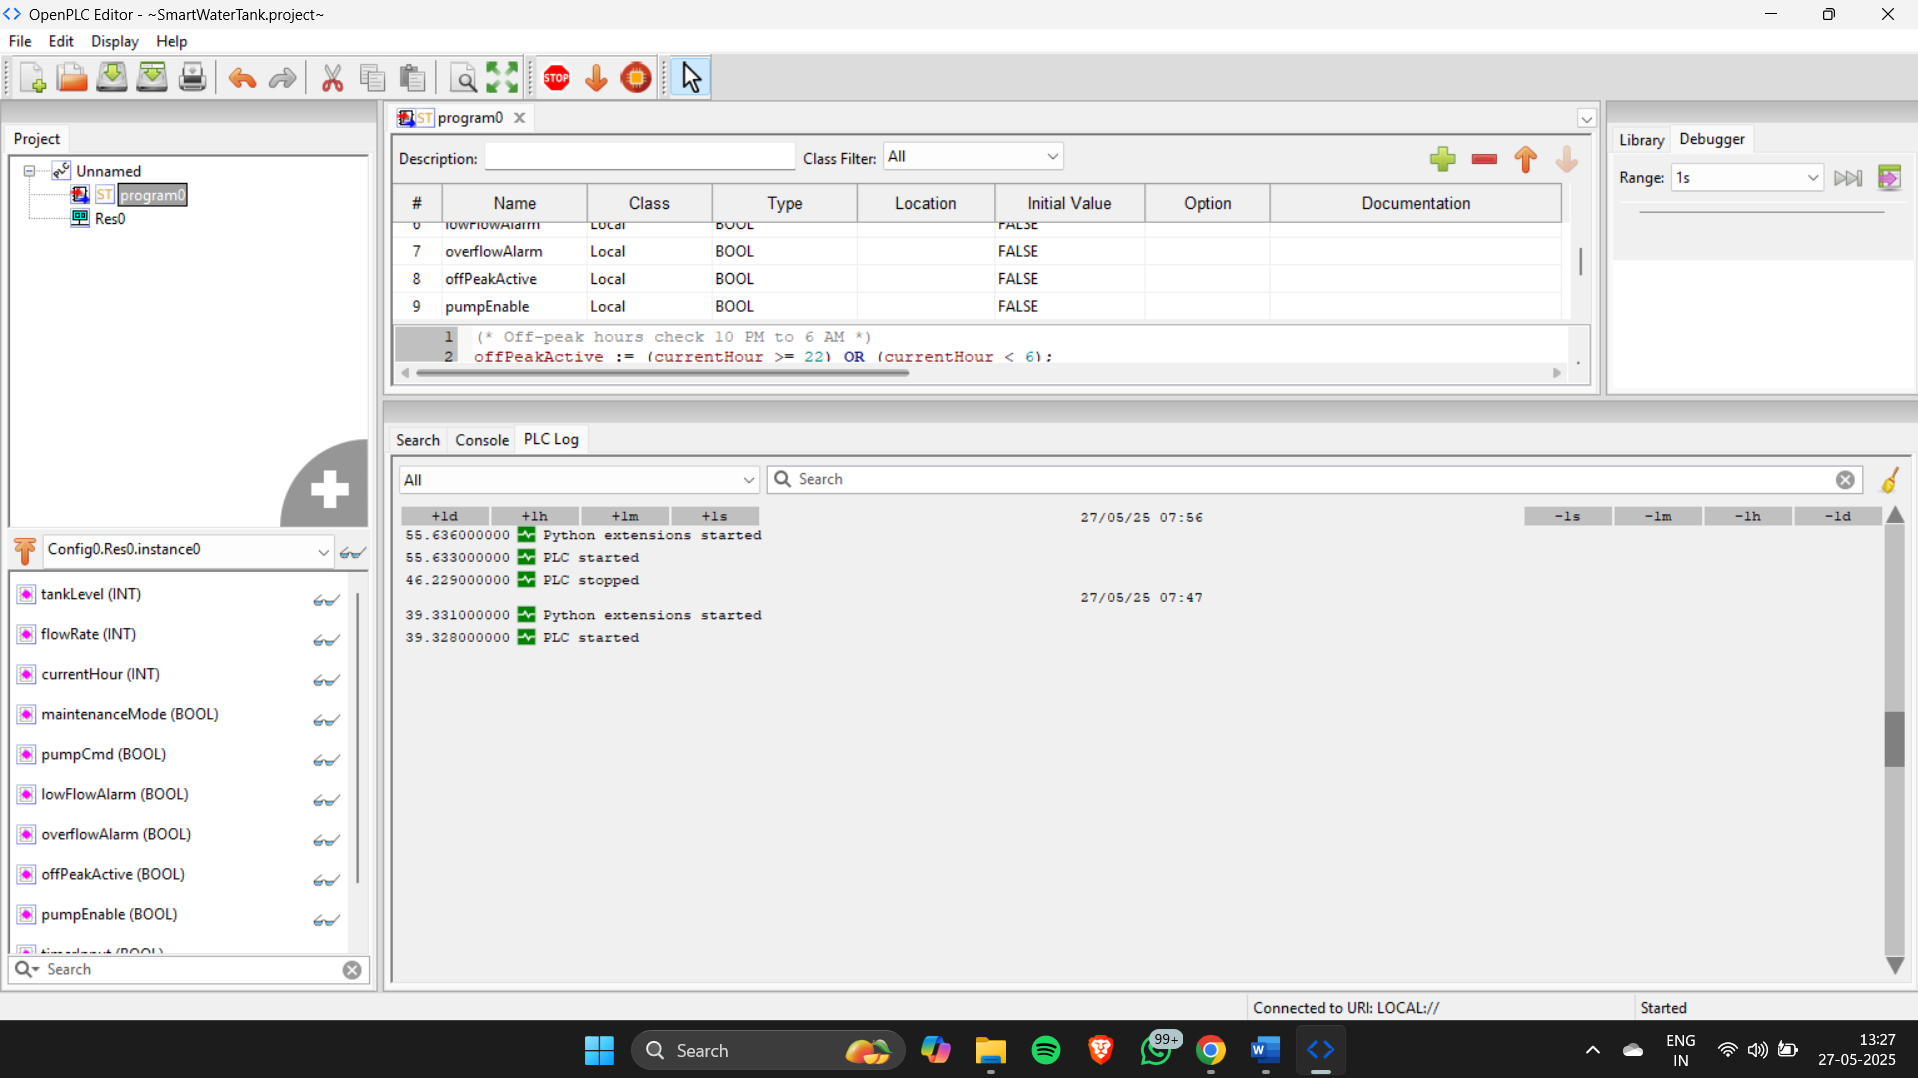 OpenPLC Editor - ~SmartWaterTank.project~
File Edit Display Help
STOP
Project
Unnamed
ST program0
Res0
ST program0
Description: Class Filter: All
# Name Class Type Location Initial Value Option Documentation
6 lowFlowAlarm Local BOOL FALSE
7 overflowAlarm Local BOOL FALSE
8 offPeakActive Local BOOL FALSE
9 pumpEnable Local BOOL FALSE
1 (* Off-peak hours check 10 PM to 6 AM *)
2 offPeakActive := (currentHour >= 22) OR (currentHour < 6);
Library Debugger
Range: 1s
Search Console PLC Log
All Search
+1d +1h +1m +1s 27/05/25 07:56 -1s -1m -1h -1d
55.636000000 Python extensions started
55.633000000 PLC started
46.229000000 PLC stopped
27/05/25 07:47
39.331000000 Python extensions started
39.328000000 PLC started
Config0.Res0.instance0
tankLevel (INT)
flowRate (INT)
currentHour (INT)
maintenanceMode (BOOL)
pumpCmd (BOOL)
lowFlowAlarm (BOOL)
overflowAlarm (BOOL)
offPeakActive (BOOL)
pumpEnable (BOOL)
timerInput (BOOL)
Search
Connected to URI: LOCAL:// Started
Search
99+
W
ENG
IN
13:27
27-05-2025